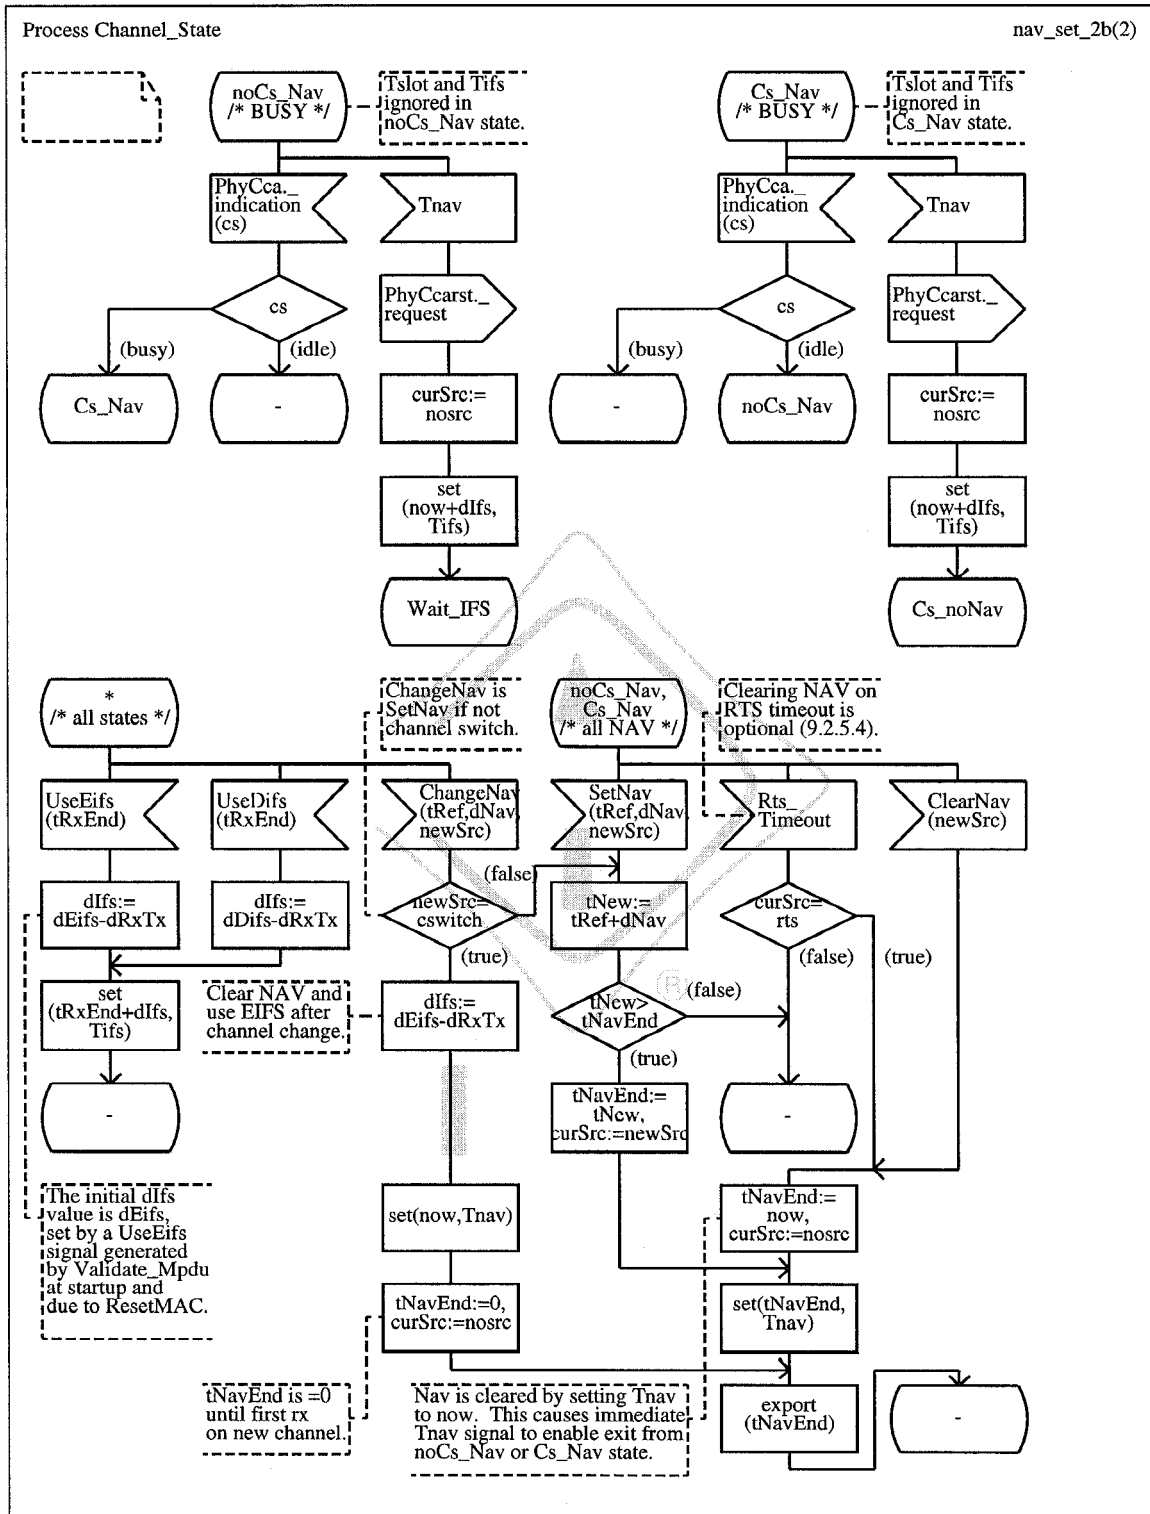 Process Channel_State
nav_set_2b(2)
noCs_Nav
/* BUSY */
Tslot and Tifs
ignored in
noCs_Nav state.
Cs_Nav
/* BUSY */
Tslot and Tifs
ignored in
Cs_Nav state.
PhyCca._
indication
(cs)
Tnav
PhyCca._
indication
(cs)
Tnav
cs
PhyCcarst._
request
cs
PhyCcarst._
request
(busy)
(idle)
(busy)
(idle)
Cs_Nav
-
curSrc:=
nosrc
-
noCs_Nav
curSrc:=
nosrc
set
(now+dIfs,
Tifs)
set
(now+dIfs,
Tifs)
Wait_IFS
Cs_noNav
*
/* all states */
ChangeNav is
SetNav if not
channel switch.
noCs_Nav,
Cs_Nav
/* all NAV */
Clearing NAV on
RTS timeout is
optional (9.2.5.4).
UseEifs
(tRxEnd)
UseDifs
(tRxEnd)
ChangeNav
(tRef,dNav,
newSrc)
SetNav
(tRef,dNav,
newSrc)
Rts_
Timeout
ClearNav
(newSrc)
(false)
dIfs:=
dEifs-dRxTx
dIfs:=
dDifs-dRxTx
newSrc=
cswitch
tNew:=
tRef+dNav
curSrc=
rts
(true)
(false)
(true)
set
(tRxEnd+dIfs,
Tifs)
Clear NAV and
use EIFS after
channel change.
dIfs:=
dEifs-dRxTx
tNew>
tNavEnd
(false)
(true)
-
tNavEnd:=
tNew,
curSrc:=newSrc
-
The initial dIfs
value is dEifs,
set by a UseEifs
signal generated
by Validate_Mpdu
at startup and
due to ResetMAC.
set(now,Tnav)
tNavEnd:=
now,
curSrc:=nosrc
tNavEnd:=0,
curSrc:=nosrc
set(tNavEnd,
Tnav)
tNavEnd is =0
until first rx
on new channel.
Nav is cleared by setting Tnav
to now. This causes immediate
Tnav signal to enable exit from
noCs_Nav or Cs_Nav state.
export
(tNavEnd)
-